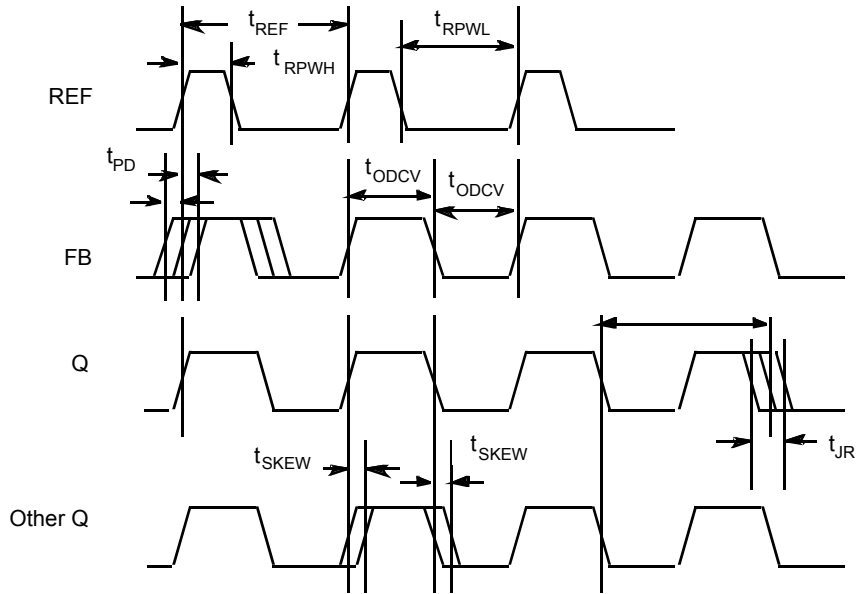 tREF
tRPWL
tRPWH
REF
tPD
tODCV
tODCV
FB
Q
tJR
tSKEW
tSKEW
Other Q